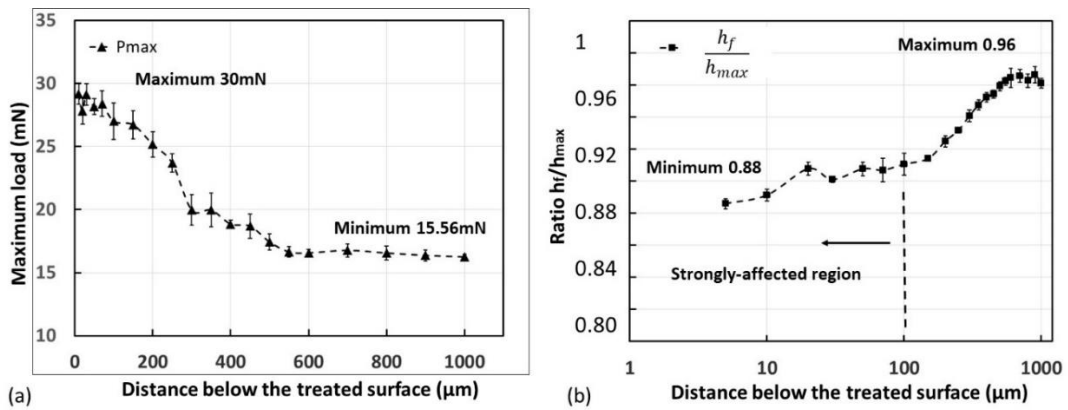 35
30
25
20
15
10
Maximum load (mN)
Pmax
Maximum 30mN
Minimum 15.56mN
0 200 400 600 800 1000
Distance below the treated surface (µm)
(a)
1
0.96
0.92
0.88
0.84
0.80
Ratio hf/hmax
hf
hmax
Maximum 0.96
Minimum 0.88
Strongly-affected region
1 10 100 1000
Distance below the treated surface (µm)
(b)